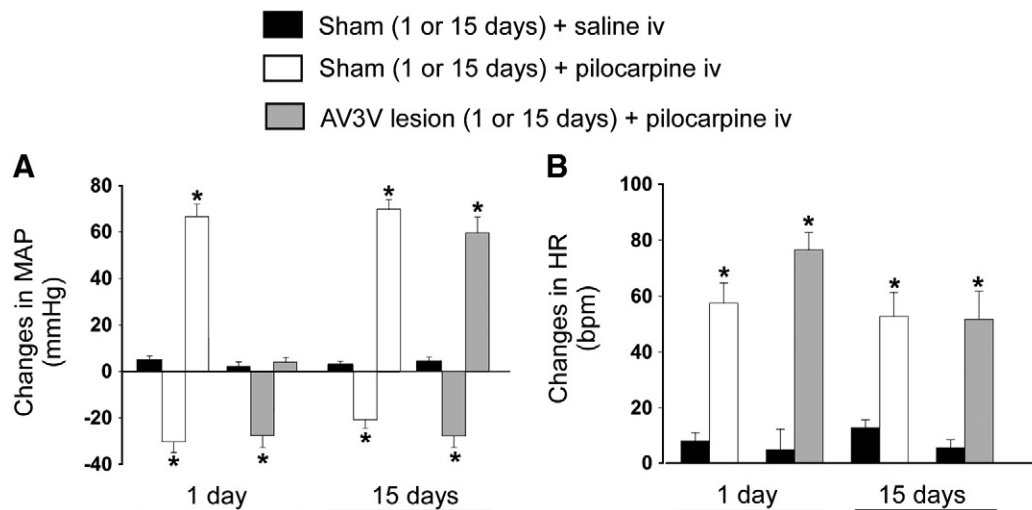 Sham (1 or 15 days) + saline iv
Sham (1 or 15 days) + pilocarpine iv
AV3V lesion (1 or 15 days) + pilocarpine iv
A
Changes in MAP
(mmHg)
80
60
40
20
0
-20
-40
*
*
*
*
*
*
*
1 day
15 days
B
Changes in HR
(bpm)
100
80
60
40
20
0
*
*
*
*
1 day
15 days